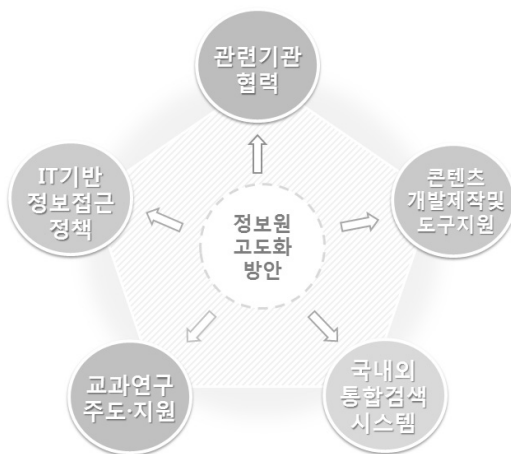 관련기관
협력
IT기반
정보접근
정책
콘텐츠
개발제작및
도구지원
정보원
고도화
방안
교과연구
주도·지원
국내외
통합검색
시스템